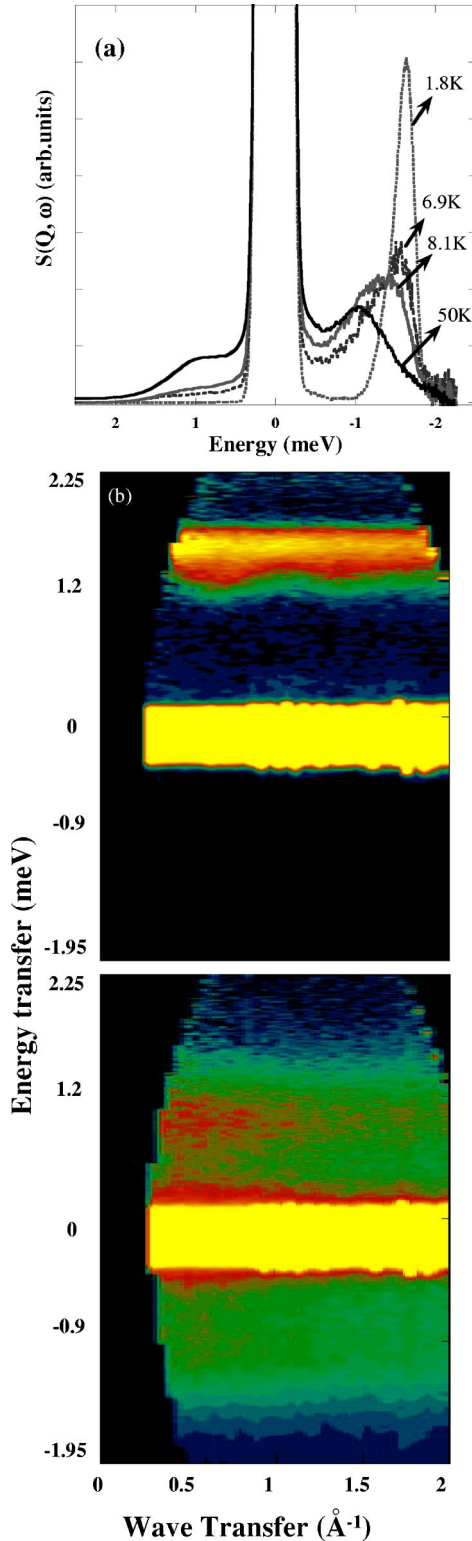 (a)
S(Q, ω) (arb.units)
1.8K
6.9K
8.1K
50K
2 1 0 -1 -2
Energy (meV)
(b)
2.25
1.2
0
-0.9
-1.95
2.25
1.2
0
-0.9
-1.95
Energy transfer (meV)
0 0.5 1 1.5 2
Wave Transfer (Å-1)